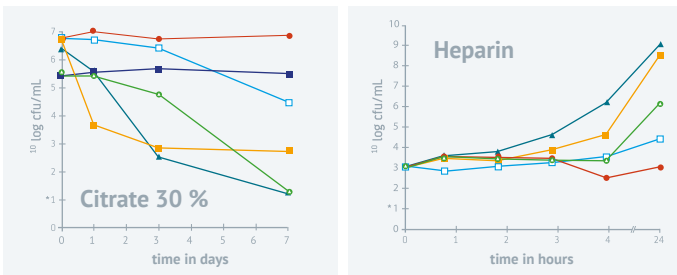 7
6
5
4
3
2
* 1
0
10 log cfu/mL
Citrate 30 %
0 1 2 3 4 5 6 7
time in days
10
9
8
7
6
5
4
3
2
* 1
0
10 log cfu/mL
Heparin
0 1 2 3 4 // 24
time in hours